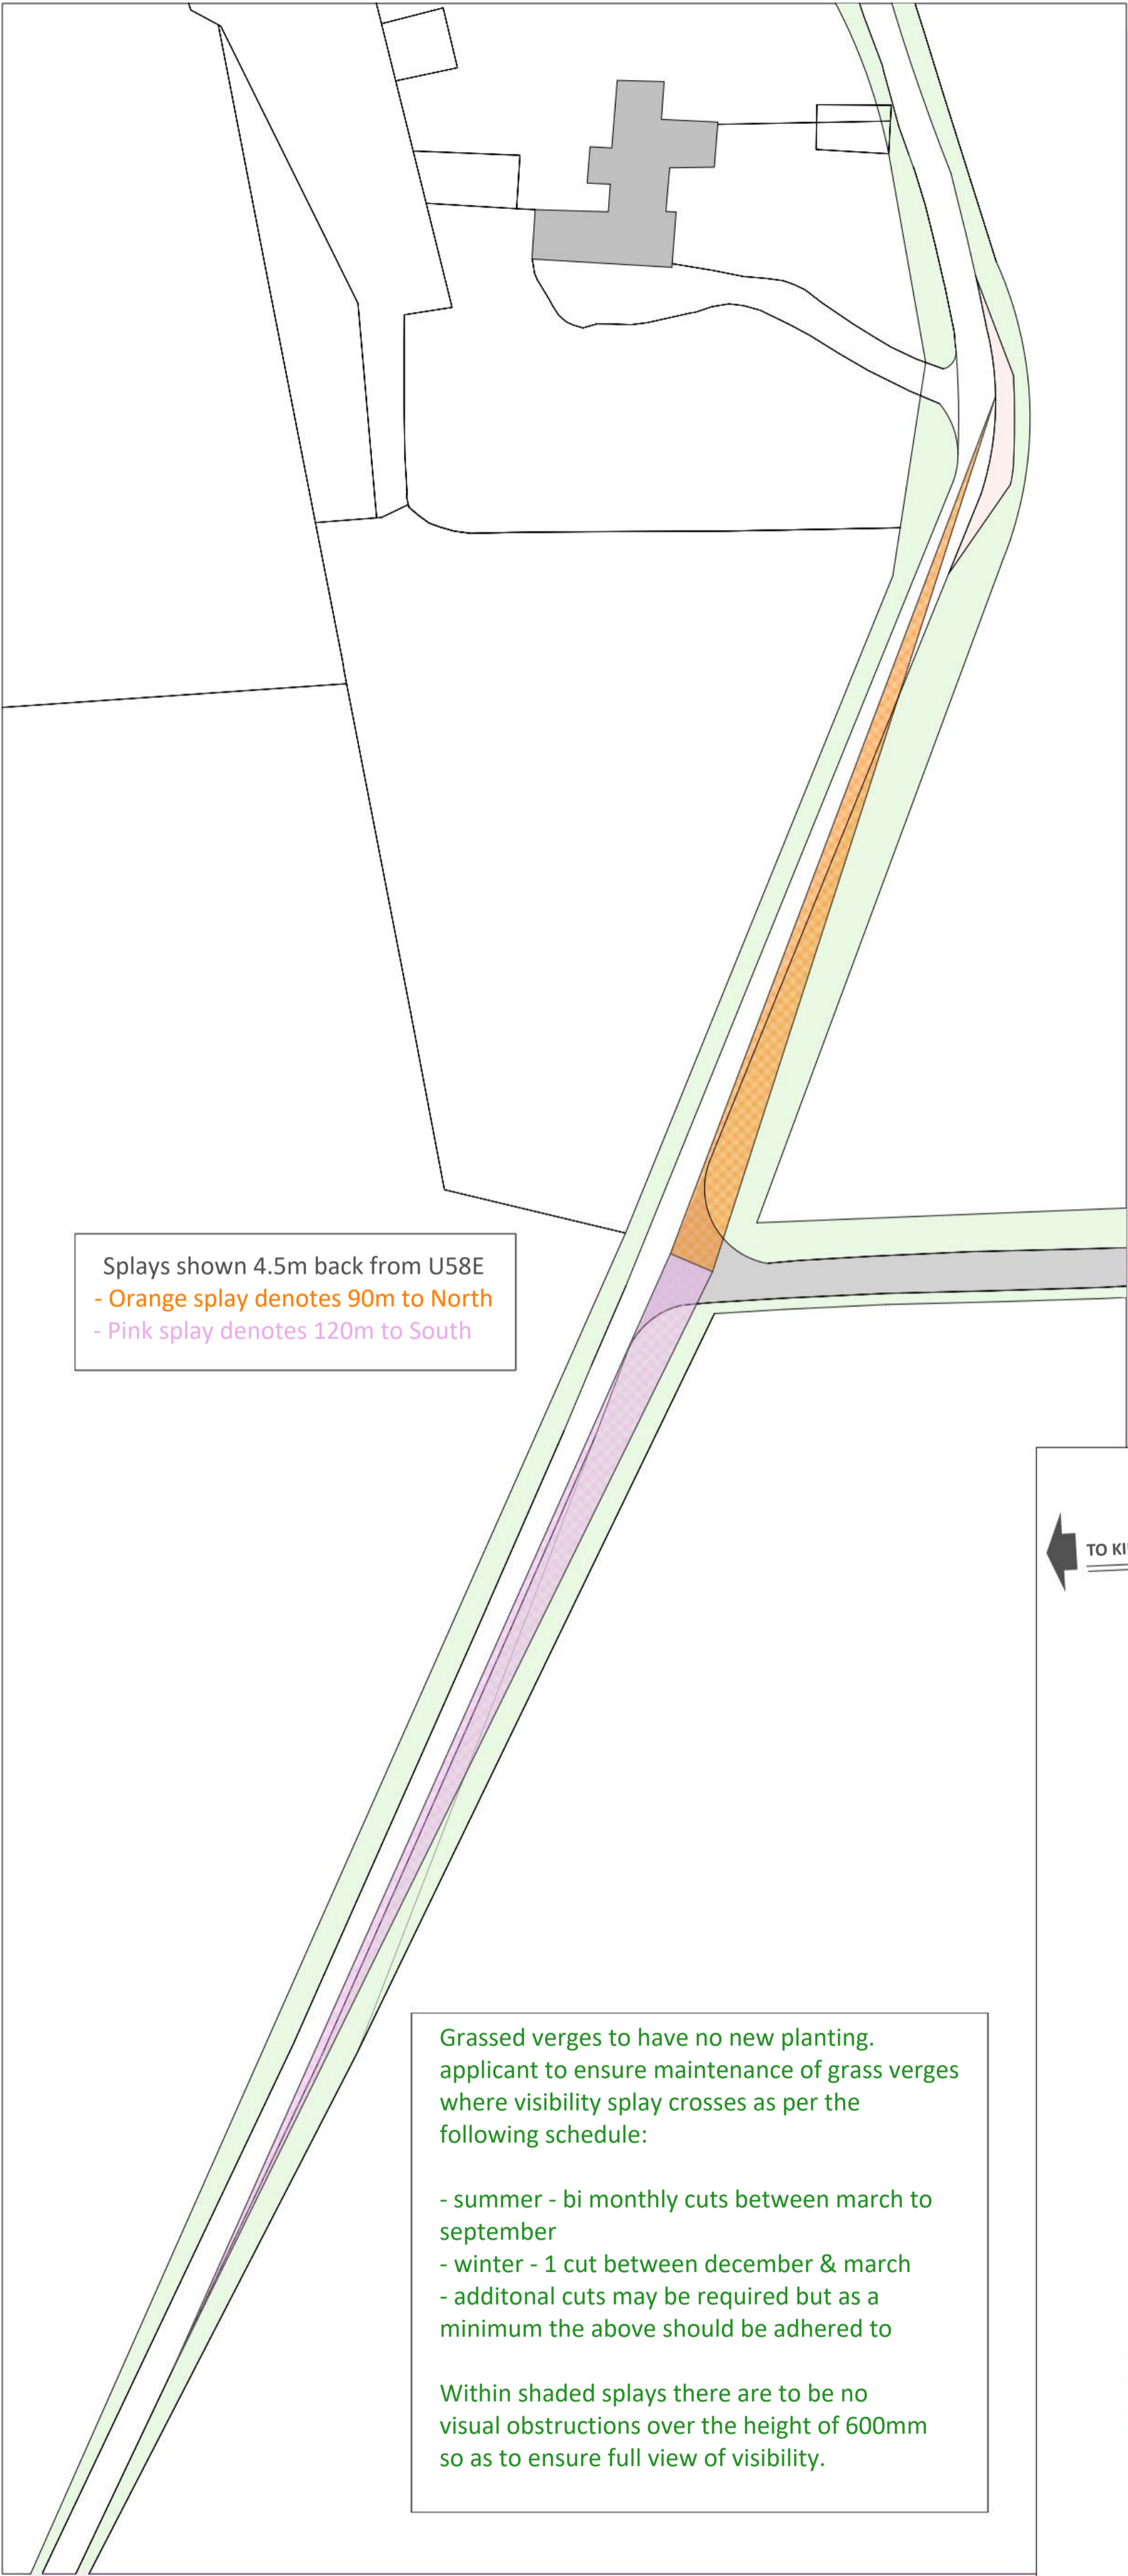 Splays shown 4.5m back from U58E
- Orange splay denotes 90m to North
- Pink splay denotes 120m to South
TO KI
Grassed verges to have no new planting.
applicant to ensure maintenance of grass verges
where visibility splay crosses as per the
following schedule:
- summer - bi monthly cuts between march to
september
- winter - 1 cut between december & march
- additonal cuts may be required but as a
minimum the above should be adhered to
Within shaded splays there are to be no
visual obstructions over the height of 600mm
so as to ensure full view of visibility.